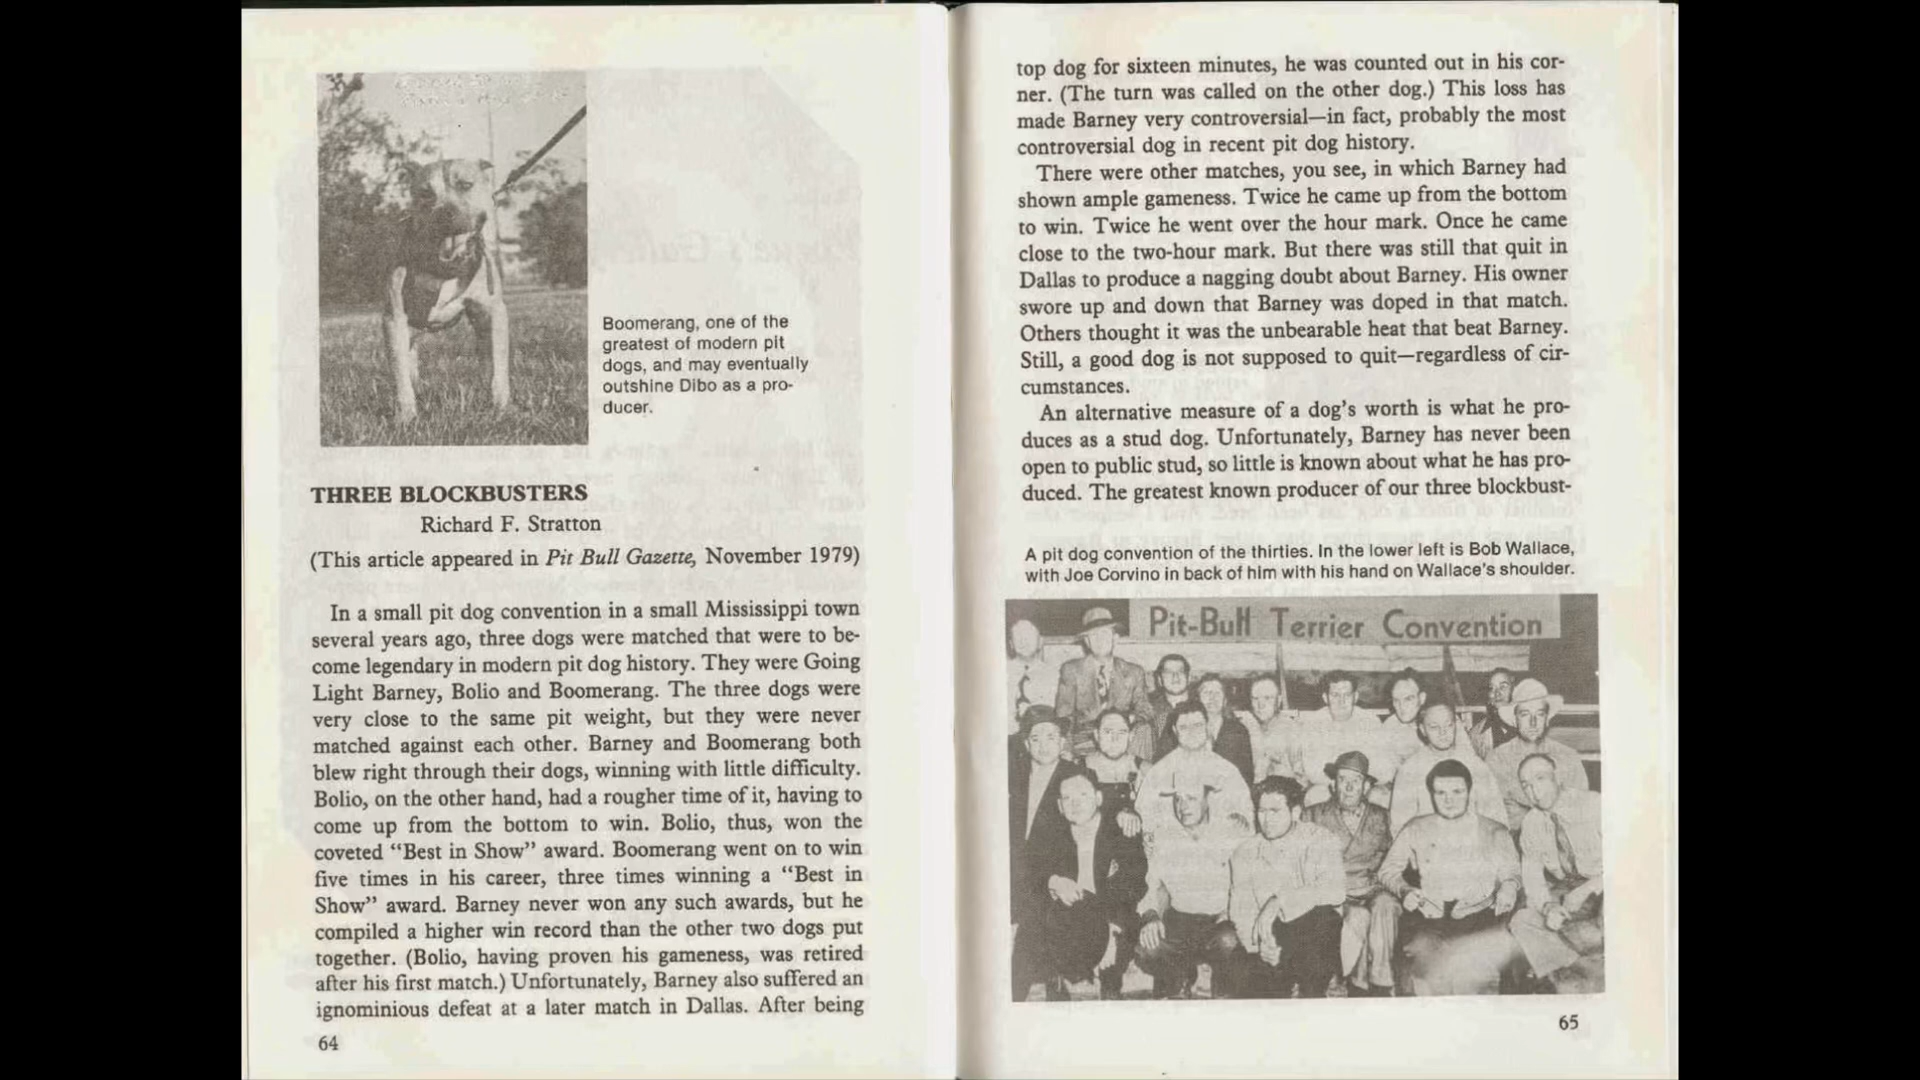 Boomerang, one of the
greatest of modern pit
dogs, and may eventually
outshine Dibo as a pro-
ducer.
THREE BLOCKBUSTERS
Richard F. Stratton
(This article appeared in Pit Bull Gazette, November 1979)
In a small pit dog convention in a small Mississippi town
several years ago, three dogs were matched that were to be-
come legendary in modern pit dog history. They were Going
Light Barney, Bolio and Boomerang. The three dogs were
very close to the same pit weight, but they were never
matched against each other. Barney and Boomerang both
blew right through their dogs, winning with little difficulty.
Bolio, on the other hand, had a rougher time of it, having to
come up from the bottom to win. Bolio, thus, won the
coveted “Best in Show” award. Boomerang went on to win
five times in his career, three times winning a “Best in
Show” award. Barney never won any such awards, but he
compiled a higher win record than the other two dogs put
together. (Bolio, having proven his gameness, was retired
after his first match.) Unfortunately, Barney also suffered an
ignominious defeat at a later match in Dallas. After being
64
top dog for sixteen minutes, he was counted out in his cor-
ner. (The turn was called on the other dog.) This loss has
made Barney very controversial—in fact, probably the most
controversial dog in recent pit dog history.
There were other matches, you see, in which Barney had
shown ample gameness. Twice he came up from the bottom
to win. Twice he went over the hour mark. Once he came
close to the two-hour mark. But there was still that quit in
Dallas to produce a nagging doubt about Barney. His owner
swore up and down that Barney was doped in that match.
Others thought it was the unbearable heat that beat Barney.
Still, a good dog is not supposed to quit—regardless of cir-
cumstances.
An alternative measure of a dog's worth is what he pro-
duces as a stud dog. Unfortunately, Barney has never been
open to public stud, so little is known about what he has pro-
duced. The greatest known producer of our three blockbust-
A pit dog convention of the thirties. In the lower left is Bob Wallace,
with Joe Corvino in back of him with his hand on Wallace's shoulder.
Pit-Bull Terrier Convention
65